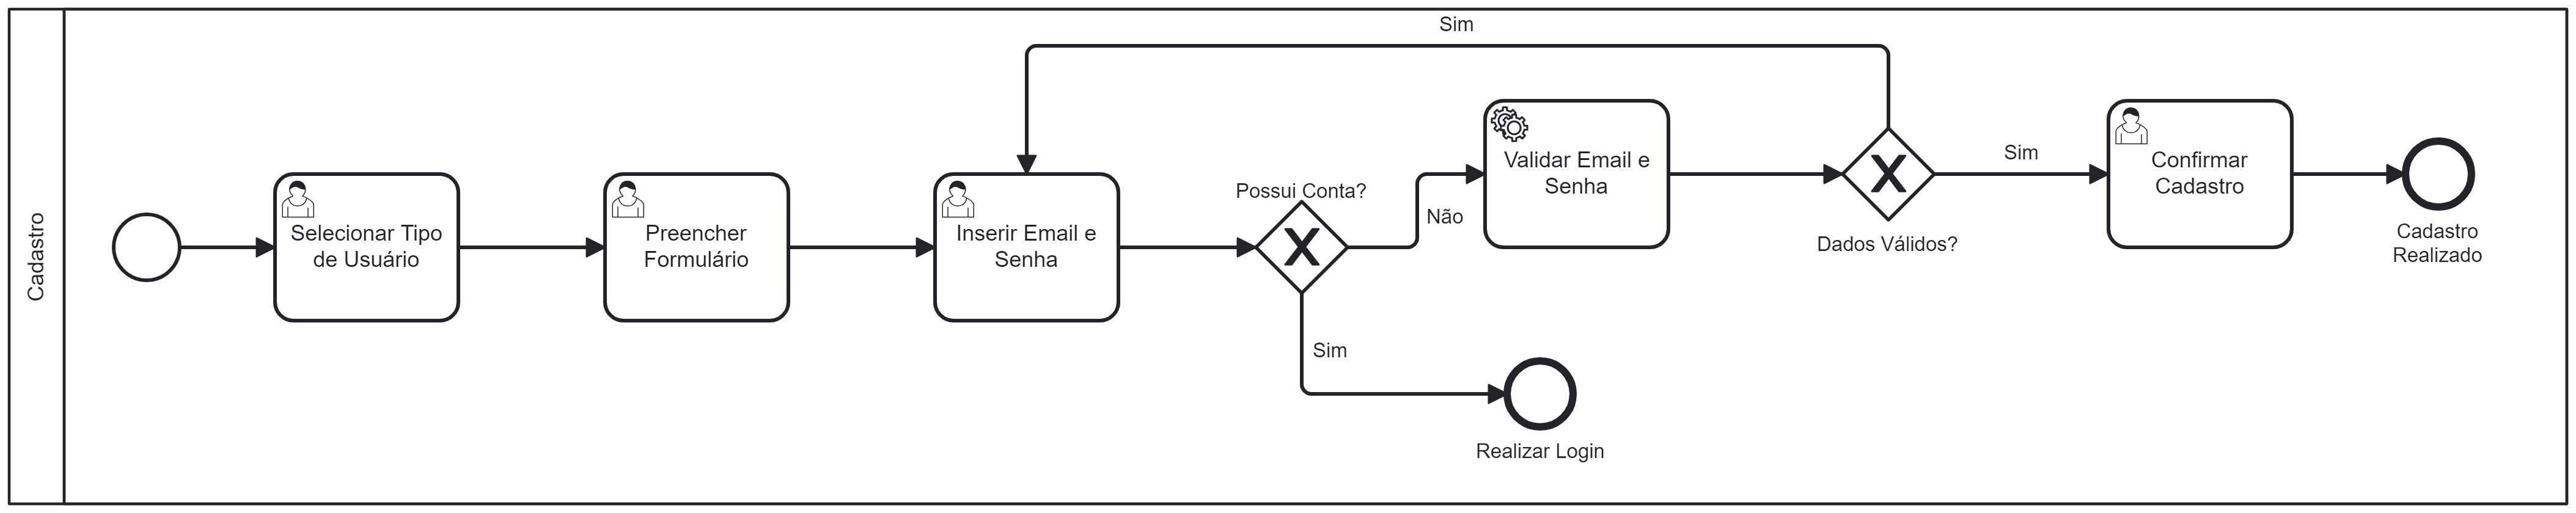 Cadastro
Selecionar Tipo
de Usuário
Preencher
Formulário
Inserir Email e
Senha
Possui Conta?
Não
Sim
Realizar Login
Validar Email e
Senha
Dados Válidos?
Sim
Sim
Confirmar
Cadastro
Cadastro
Realizado